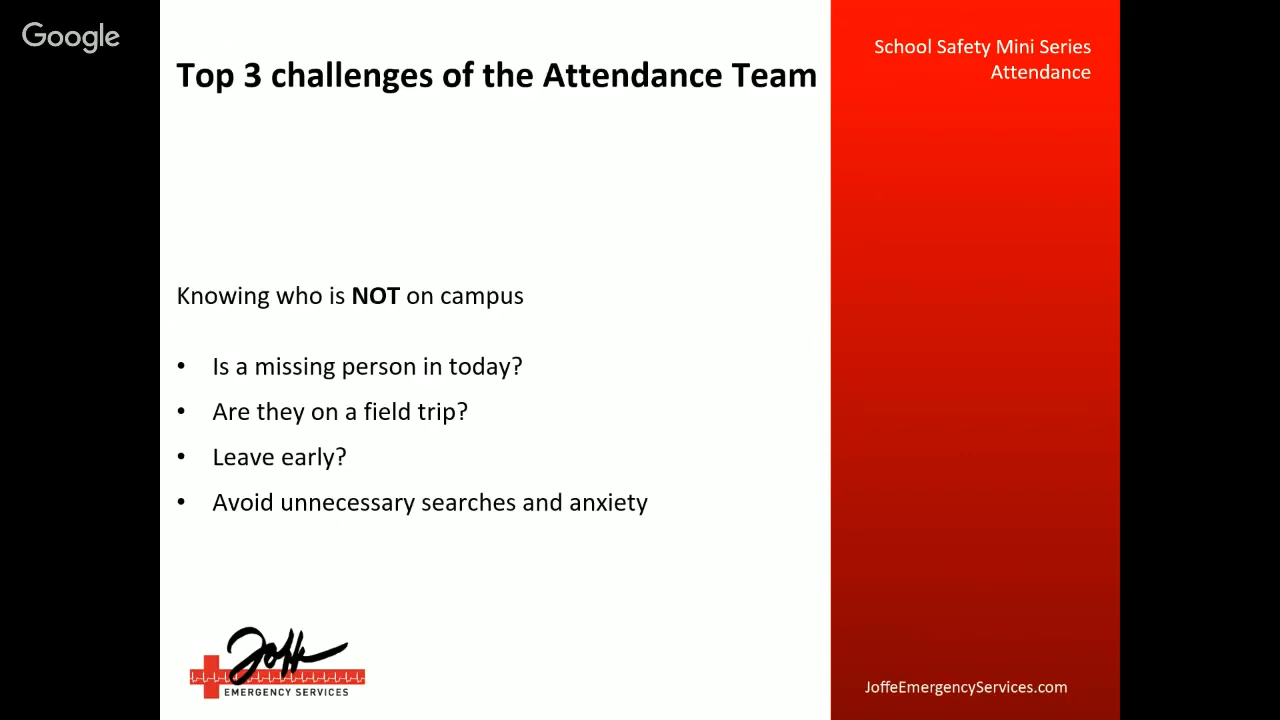 Google
Top 3 challenges of the Attendance Team
School Safety Mini Series
Attendance
Knowing who is NOT on campus
• Is a missing person in today?
• Are they on a field trip?
• Leave early?
• Avoid unnecessary searches and anxiety
Joffe
EMERGENCY SERVICES
JoffeEmergencyServices.com